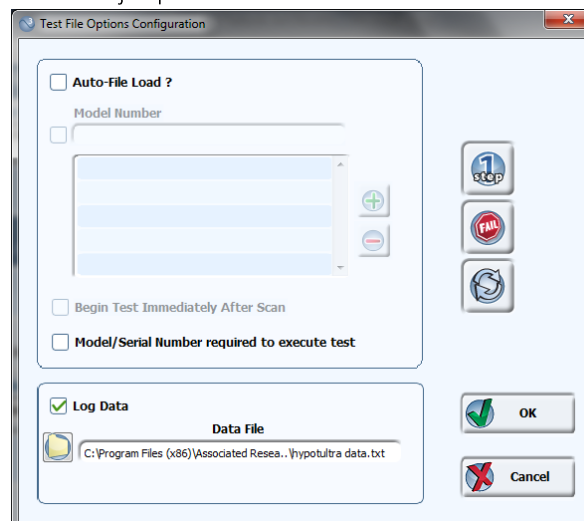 Test File Options Configuration
Auto-File Load ?
Model Number
1
step
FAIL
Begin Test Immediately After Scan
Model/Serial Number required to execute test
Log Data
Data File
C:\Program Files (x86)\Associated Resea..\hypotultra data.txt
OK
Cancel